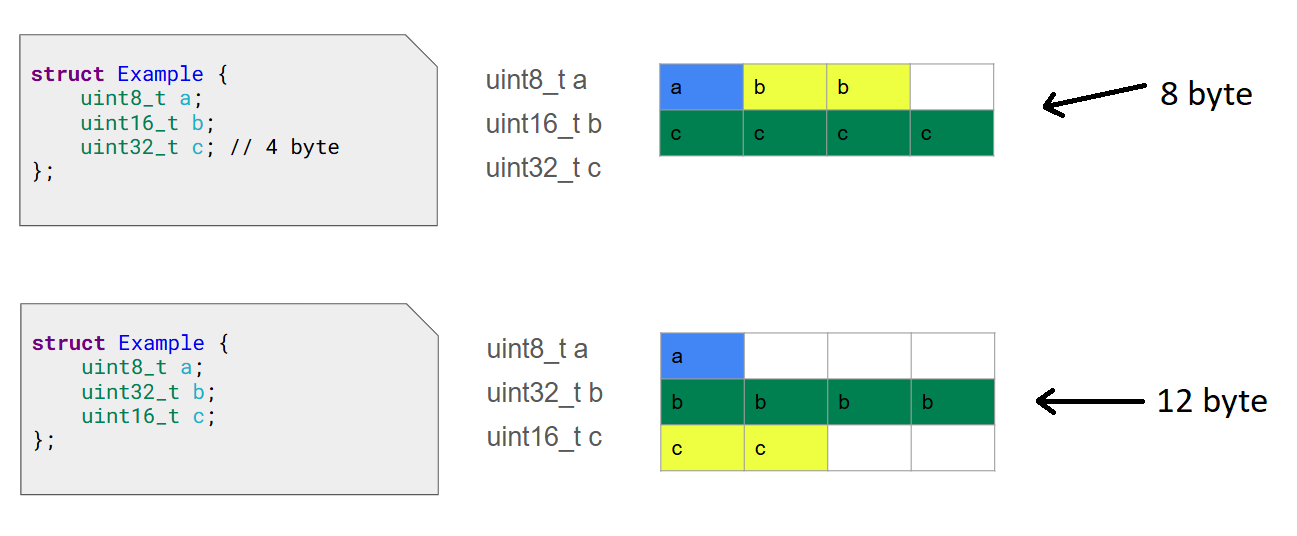 struct Example {
    uint8_t a;
    uint16_t b;
    uint32_t c; // 4 byte
};
uint8_t a
uint16_t b
uint32_t c
a b b
c c c c
8 byte
struct Example {
    uint8_t a;
    uint32_t b;
    uint16_t c;
};
uint8_t a
uint32_t b
uint16_t c
a
b b b b
c c
12 byte